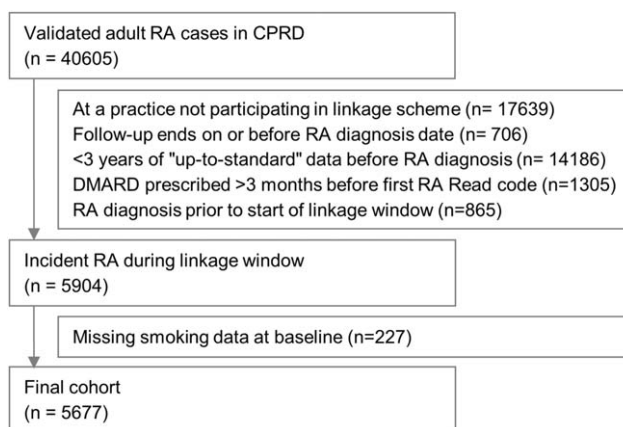 Validated adult RA cases in CPRD
(n = 40605)
At a practice not participating in linkage scheme (n= 17639)
Follow-up ends on or before RA diagnosis date (n= 706)
<3 years of "up-to-standard" data before RA diagnosis (n= 14186)
DMARD prescribed >3 months before first RA Read code (n=1305)
RA diagnosis prior to start of linkage window (n=865)
Incident RA during linkage window
(n = 5904)
Missing smoking data at baseline (n=227)
Final cohort
(n = 5677)